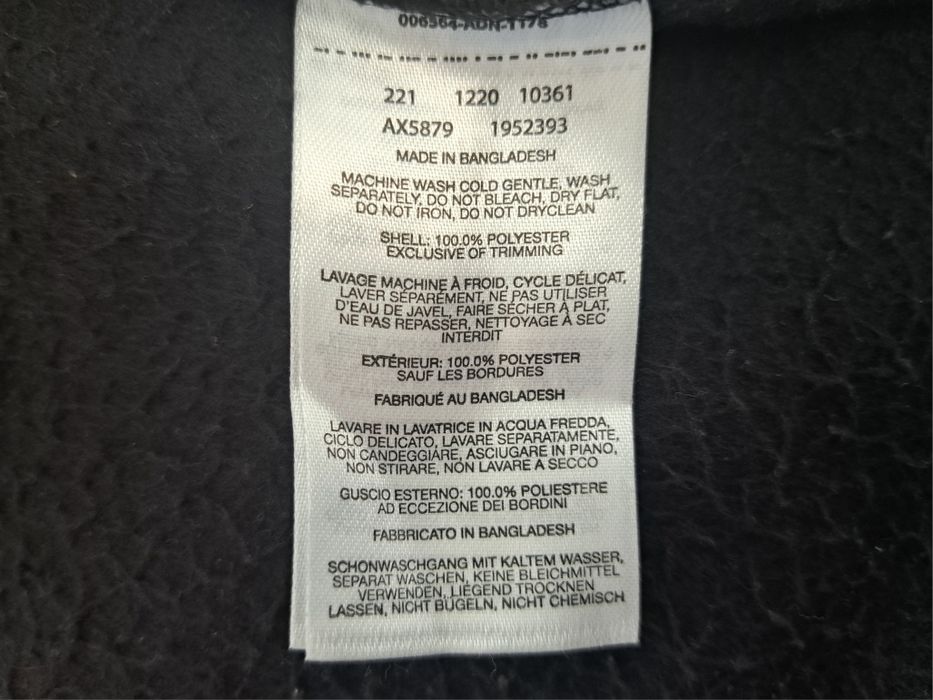 006564-ADN-1178
221 1220 10361
AX5879 1952393
MADE IN BANGLADESH
MACHINE WASH COLD GENTLE, WASH
SEPARATELY, DO NOT BLEACH, DRY FLAT,
DO NOT IRON, DO NOT DRYCLEAN
SHELL: 100.0% POLYESTER
EXCLUSIVE OF TRIMMING
LAVAGE MACHINE À FROID, CYCLE DÉLICAT,
LAVER SÉPARÉMENT, NE PAS UTILISER
D'EAU DE JAVEL, FAIRE SÉCHER A PLAT,
NE PAS REPASSER, NETTOYAGE À SEC
INTERDIT
EXTÉRIEUR: 100.0% POLYESTER
SAUF LES BORDURES
FABRIQUÉ AU BANGLADESH
LAVARE IN LAVATRICE IN ACQUA FREDDA,
CICLO DELICATO, LAVARE SEPARATAMENTE,
NON CANDEGGIARE, ASCIUGARE IN PIANO,
NON STIRARE, NON LAVARE A SECCO
GUSCIO ESTERNO: 100.0% POLIESTERE
AD ECCEZIONE DEI BORDINI
FABBRICATO IN BANGLADESH
SCHONWASCHGANG MIT KALTEM WASSER,
SEPARAT WASCHEN, KEINE BLEICHMITTEL
VERWENDEN, LIEGEND TROCKNEN
LASSEN, NICHT BÜGELN, NICHT CHEMISCH